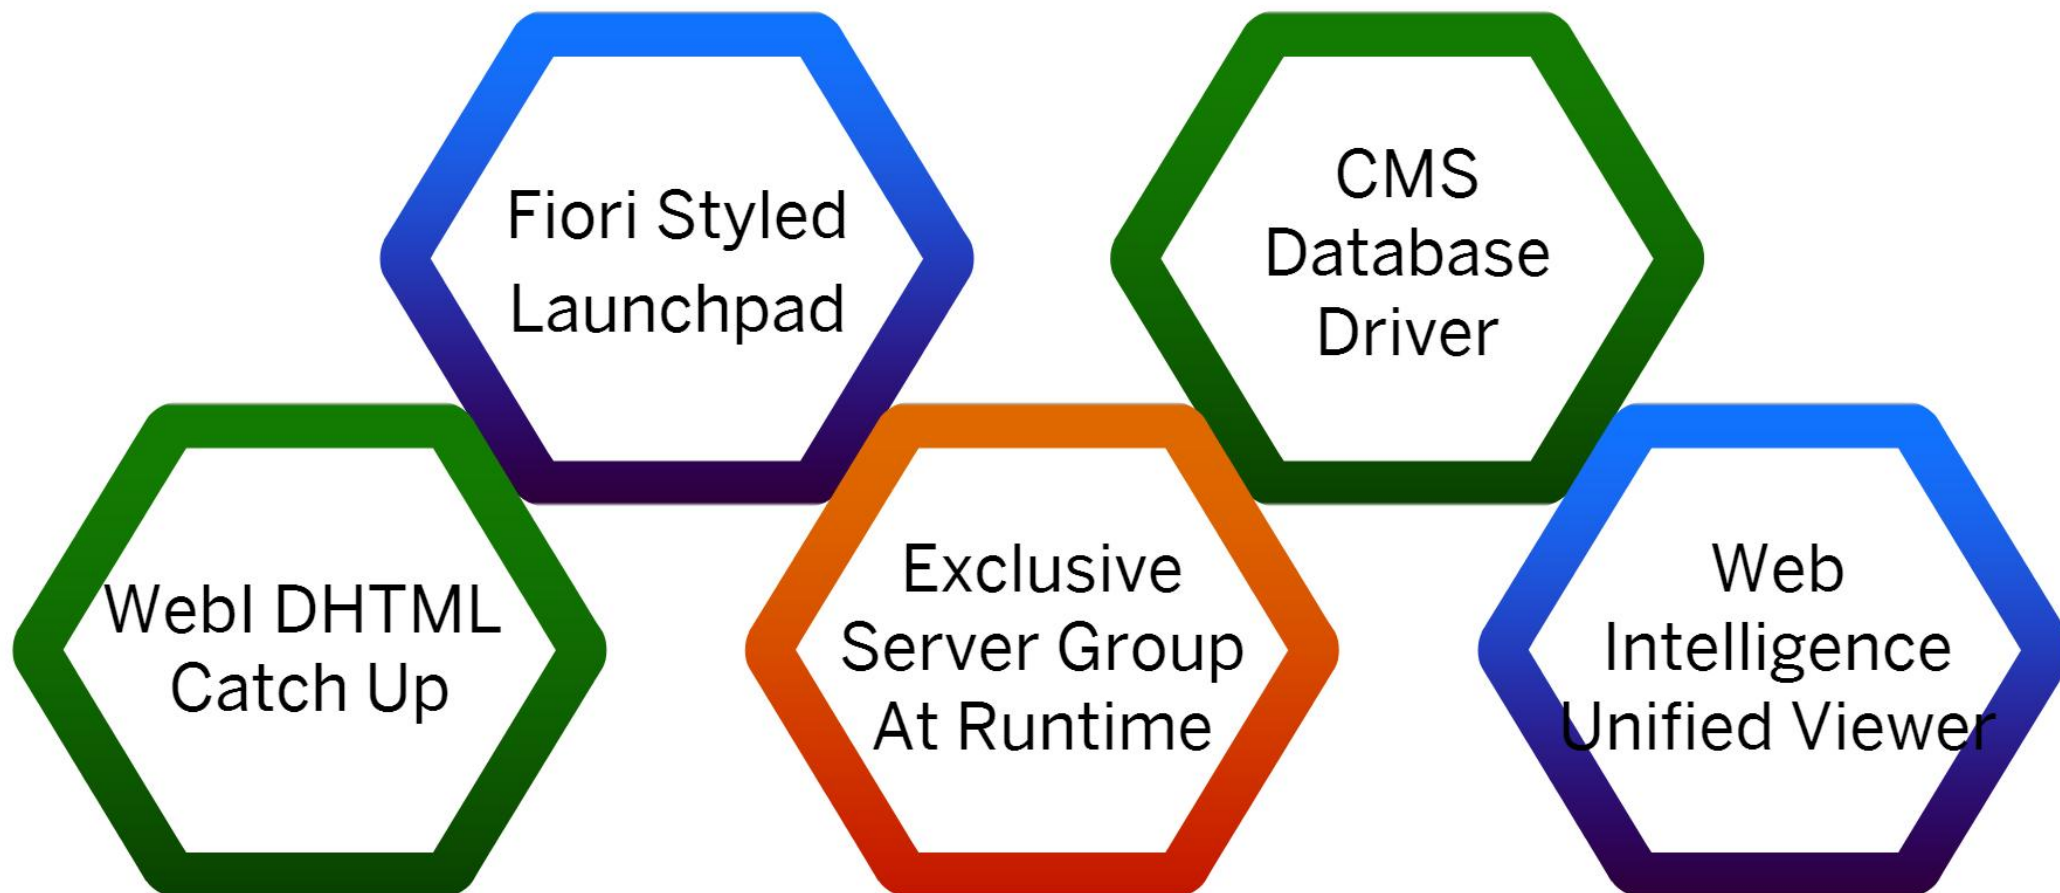 Fiori Styled
Launchpad
CMS
Database
Driver
WebI DHTML
Catch Up
Exclusive
Server Group
At Runtime
Web
Intelligence
Unified Viewer